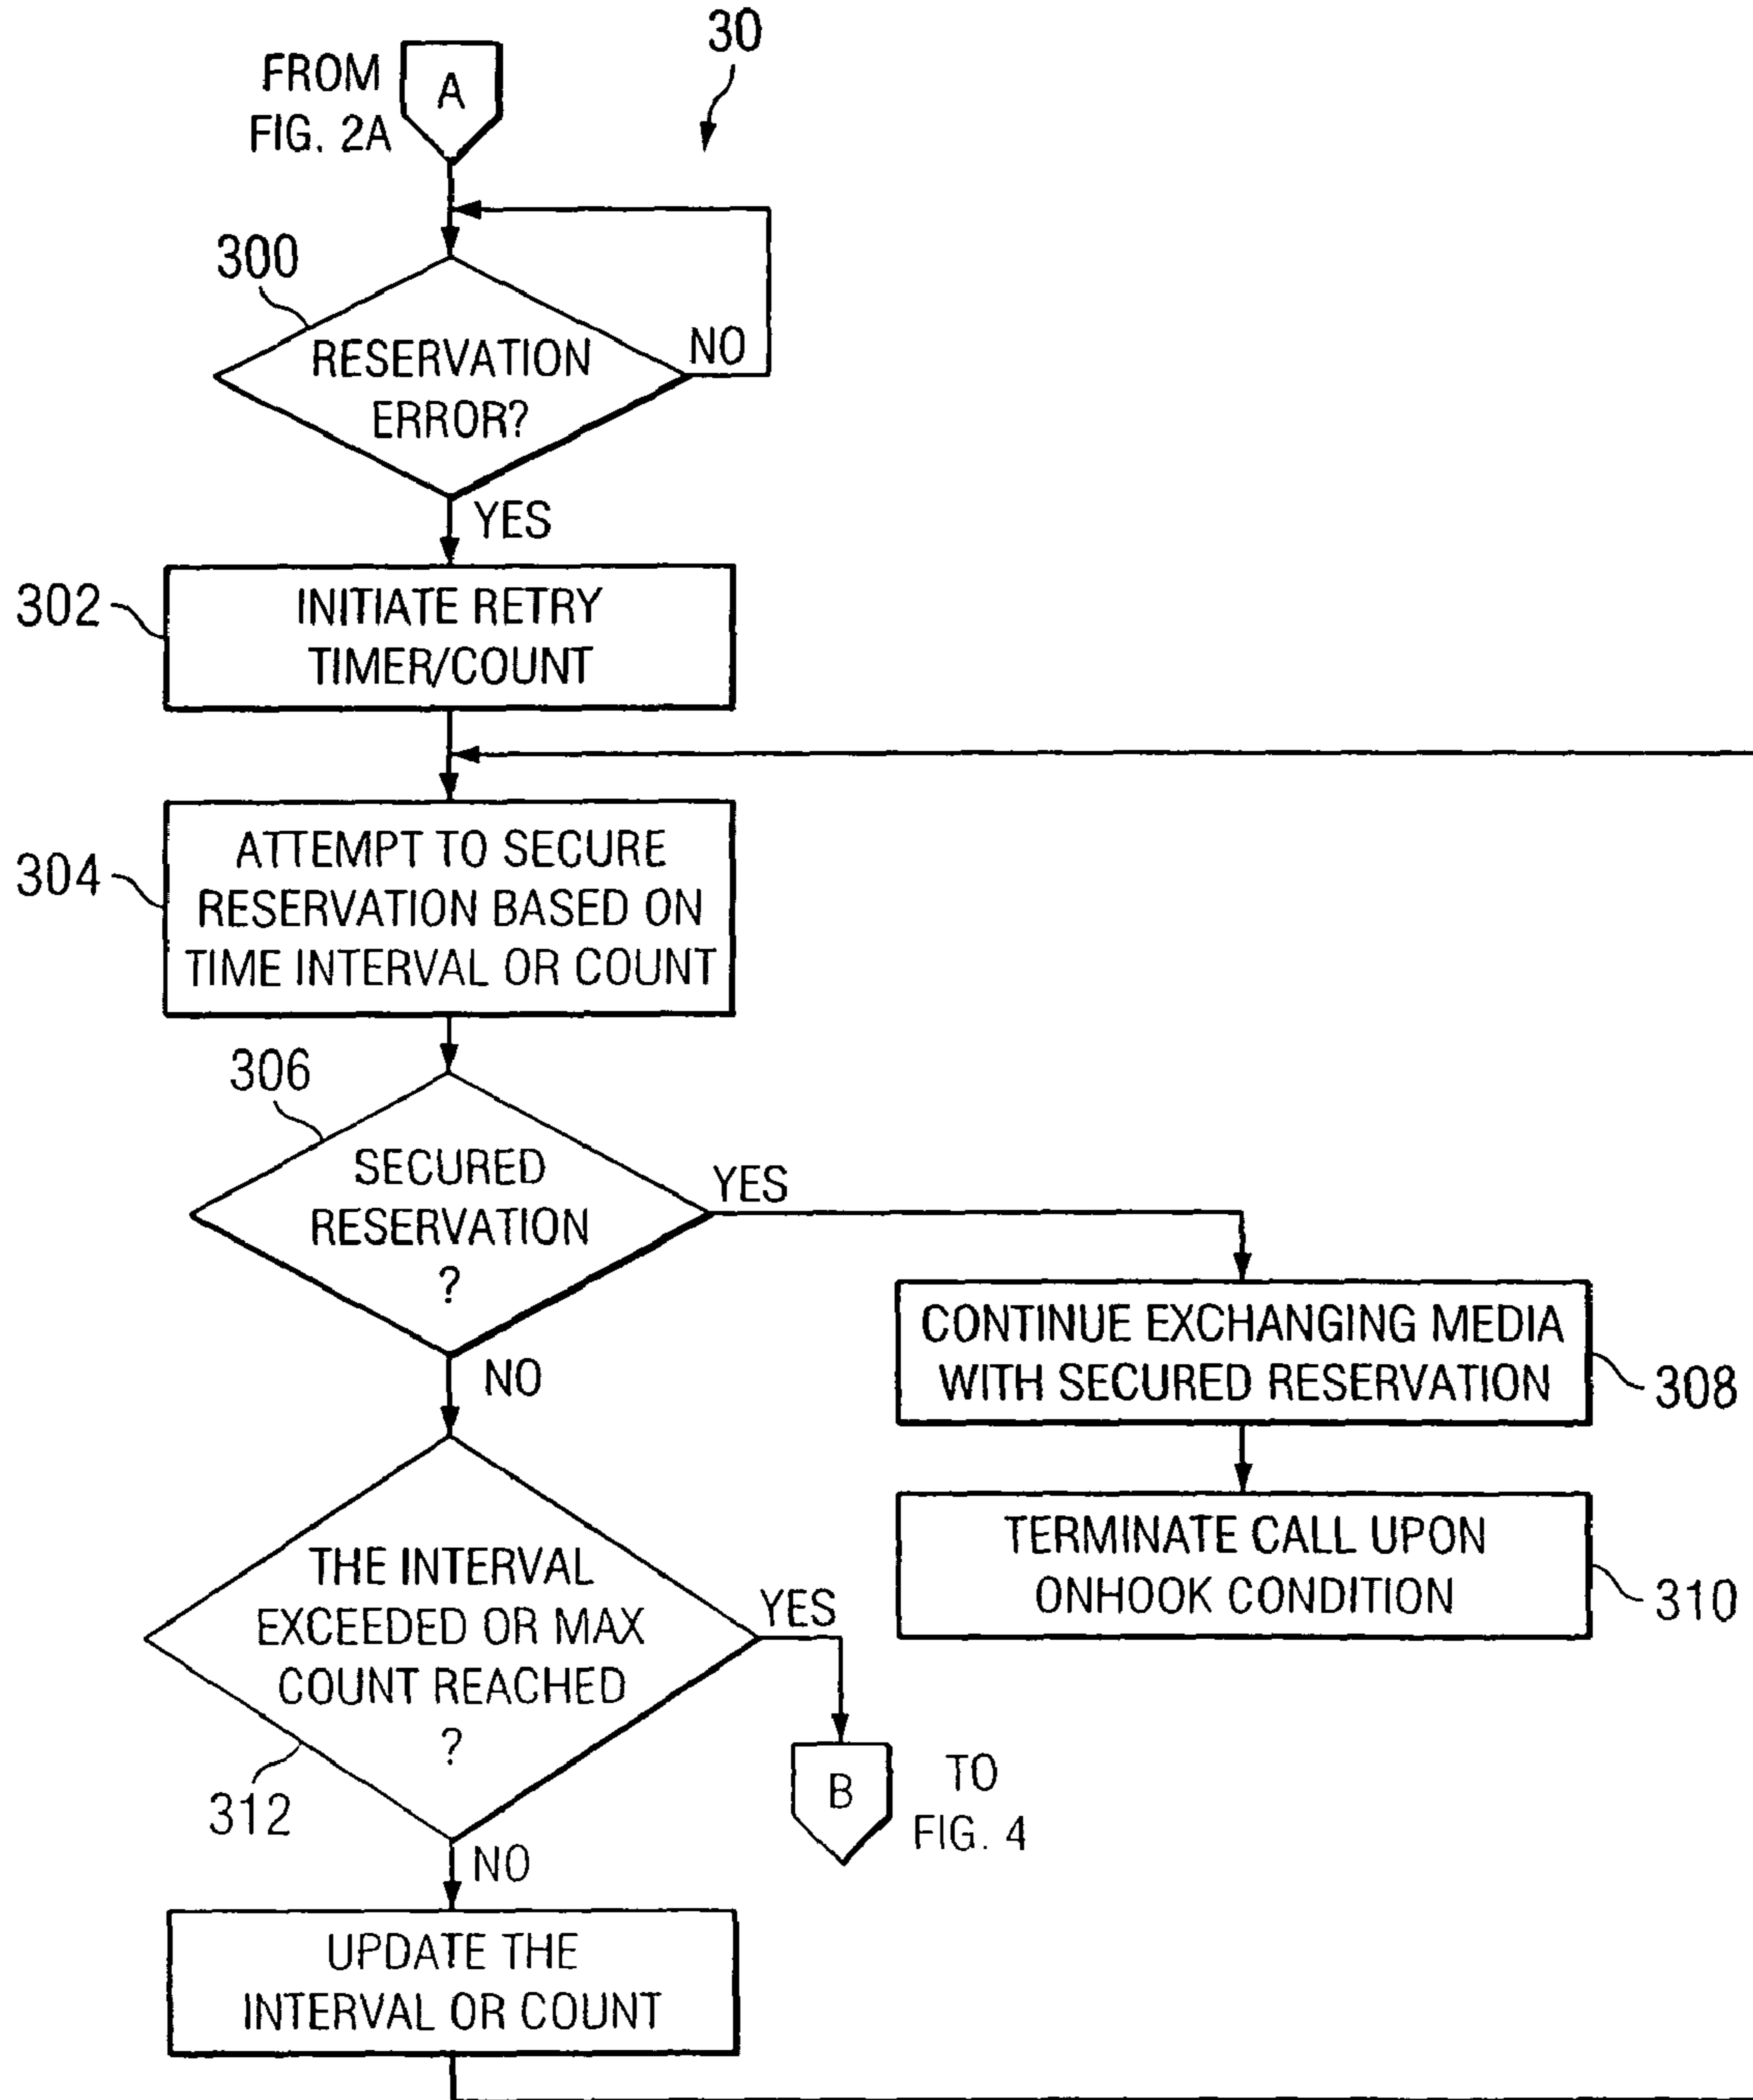 30
FROM
FIG. 2A
A
300
RESERVATION
ERROR?
NO
YES
302
INITIATE RETRY
TIMER/COUNT
304
ATTEMPT TO SECURE
RESERVATION BASED ON
TIME INTERVAL OR COUNT
306
SECURED
RESERVATION
?
YES
NO
CONTINUE EXCHANGING MEDIA
WITH SECURED RESERVATION
308
TERMINATE CALL UPON
ONHOOK CONDITION
310
THE INTERVAL
EXCEEDED OR MAX
COUNT REACHED
?
312
YES
B
TO
FIG. 4
NO
UPDATE THE
INTERVAL OR COUNT